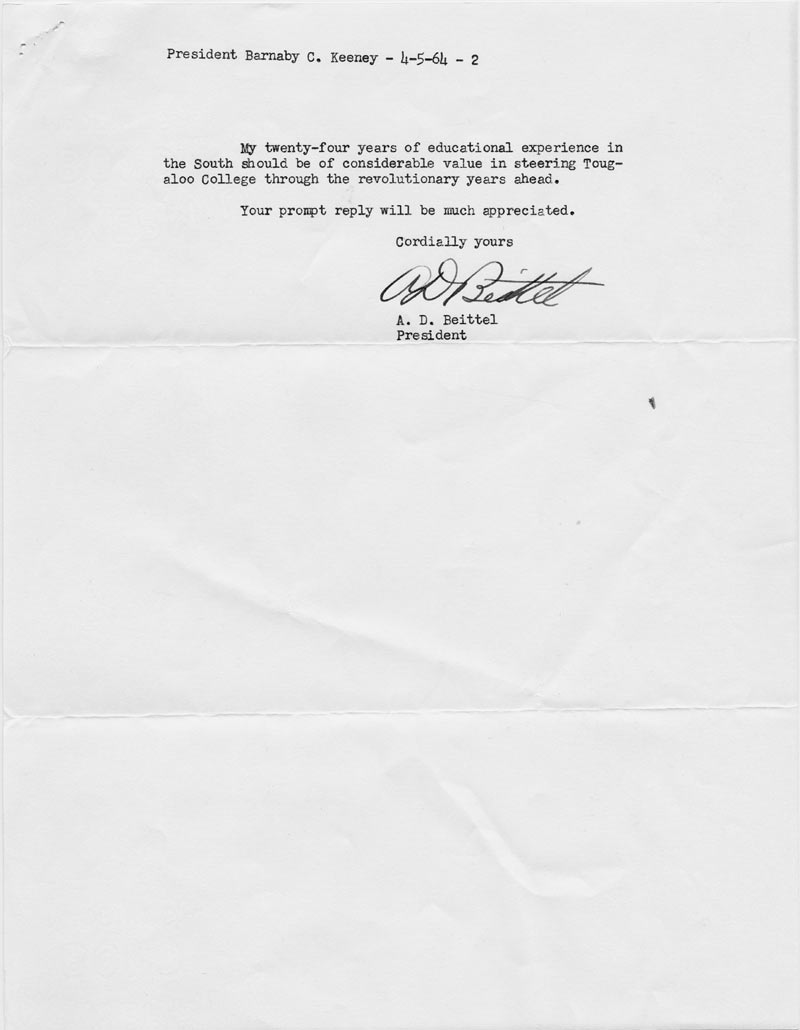 President Barnaby C. Keeney - 4-5-64 - 2
My twenty-four years of educational experience in
the South should be of considerable value in steering Toug-
aloo College through the revolutionary years ahead.
Your prompt reply will be much appreciated.
Cordially yours
A D Beittel
A. D. Beittel
President